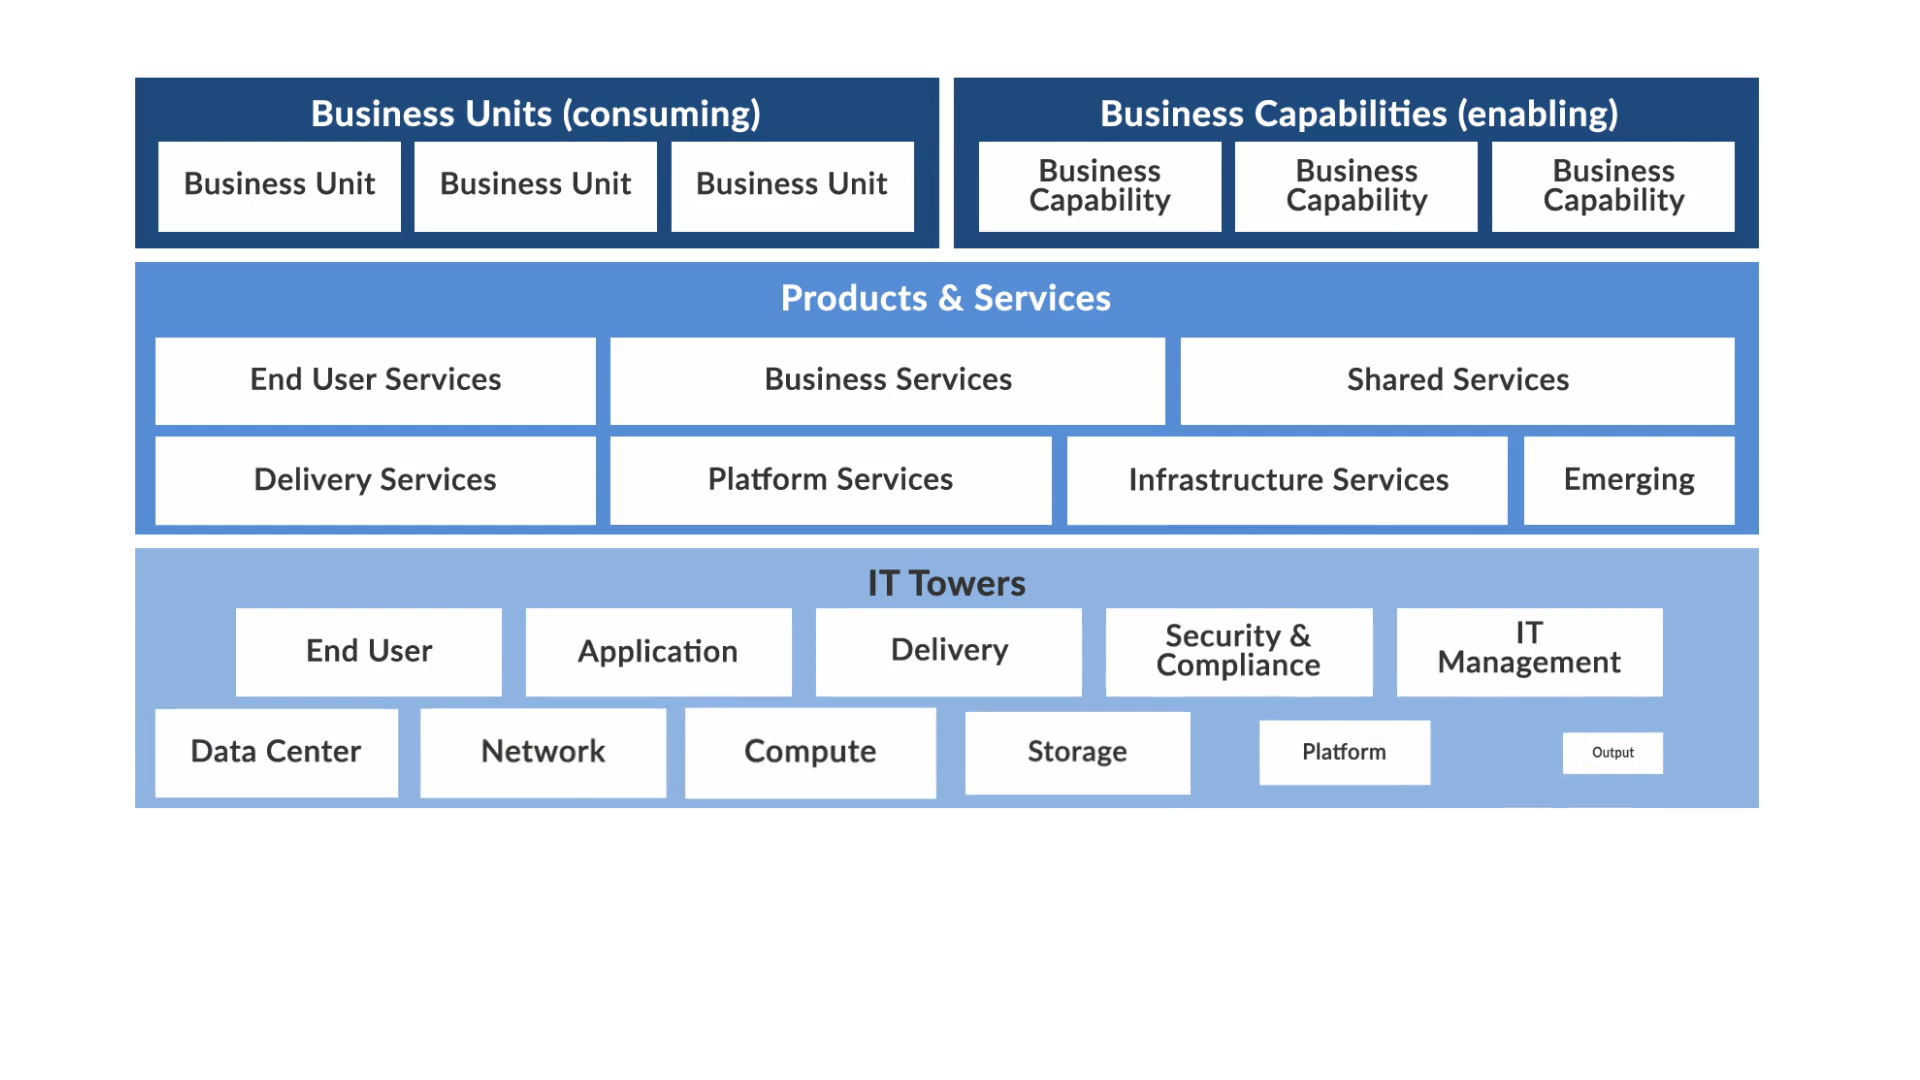 Business Units (consuming)
Business Unit
Business Unit
Business Unit
Business Capabilities (enabling)
Business
Capability
Business
Capability
Business
Capability
Products & Services
End User Services
Business Services
Shared Services
Delivery Services
Platform Services
Infrastructure Services
Emerging
IT Towers
End User
Application
Delivery
Security &
Compliance
IT
Management
Data Center
Network
Compute
Storage
Platform
Output